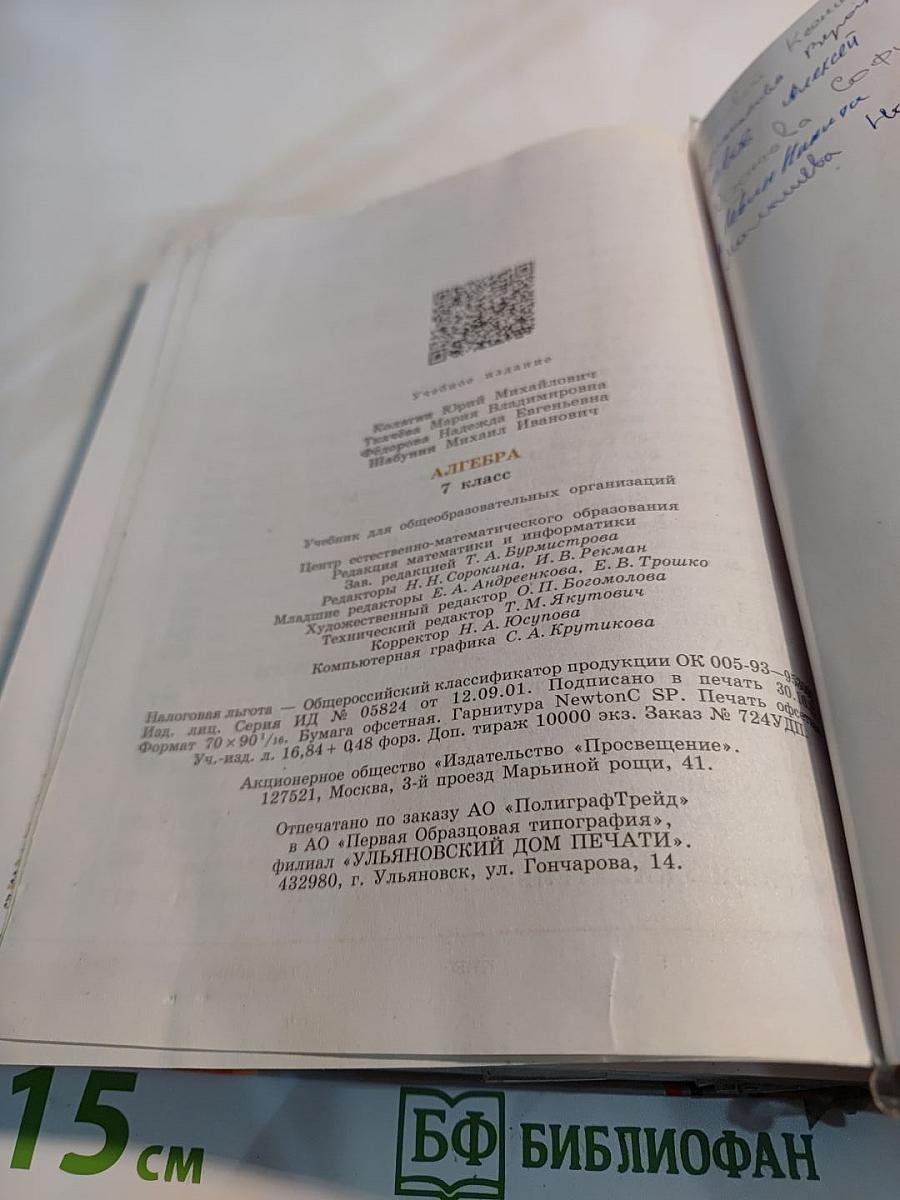 Учебное издание
Колягин Юрий Михайлович
Ткачёва Мария Владимировна
Фёдорова Надежда Евгеньевна
Шабунин Михаил Иванович
АЛГЕБРА
7 класс
Учебник для общеобразовательных организаций
Центр естественно-математического образования
Редакция математики и информатики
Зав. редакцией Т. А. Бурмистрова
Редакторы Н. Н. Сорокина, И. В. Рекман
Младшие редакторы Е. А. Андреенкова, Е. В. Трошко
Художественный редактор О. П. Богомолова
Технический редактор Т. М. Якутович
Корректор Н. А. Юсупова
Компьютерная графика С. А. Крутикова
Налоговая льгота — Общероссийский классификатор продукции ОК 005-93—
Изд. лиц. Серия ИД № 05824 от 12.09.01. Подписано в печать
Формат 70×90 1/16. Бумага офсетная. Гарнитура NewtonC SP. Печать
Уч.-изд. л. 16,84 + 0,48 форз. Доп. тираж 10000 экз. Заказ № 724УДП.
Акционерное общество «Издательство «Просвещение».
127521, Москва, 3-й проезд Марьиной рощи, 41.
Отпечатано по заказу АО «ПолиграфТрейд»
в АО «Первая Образцовая типография»,
филиал «УЛЬЯНОВСКИЙ ДОМ ПЕЧАТИ».
432980, г. Ульяновск, ул. Гончарова, 14.
Алексей
15 см
БФ БИБЛИОФАН